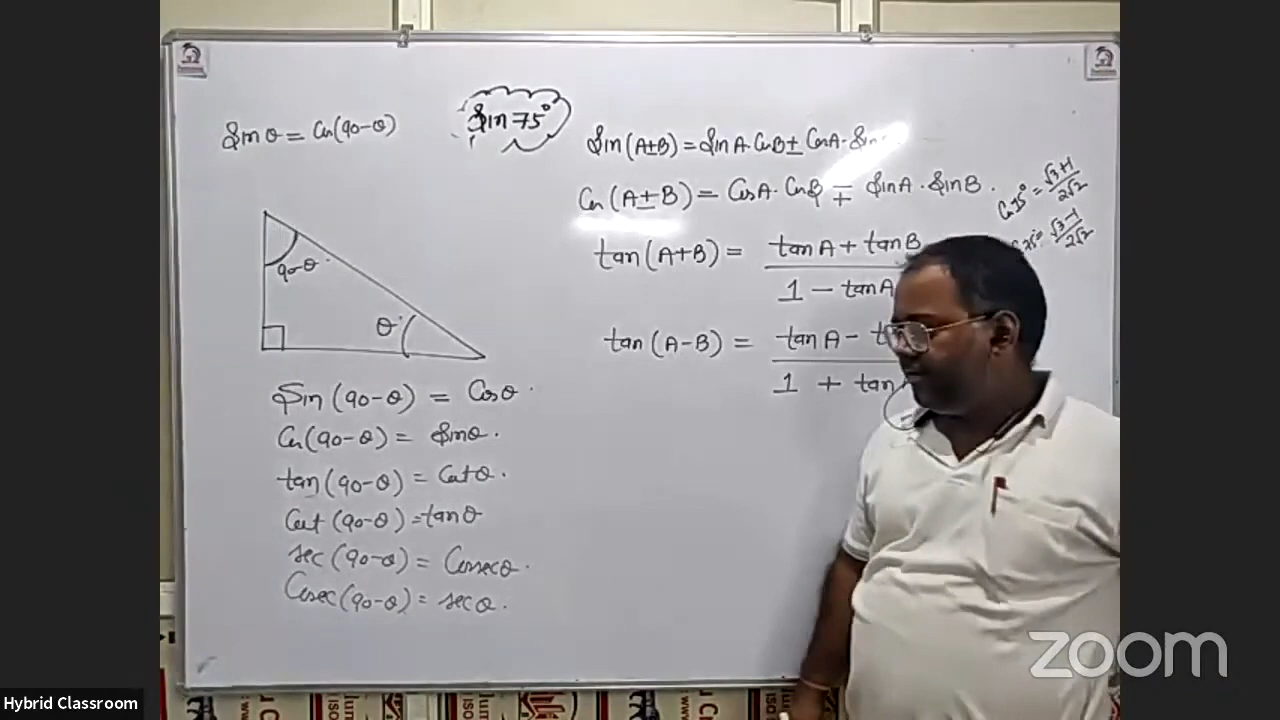 Sin θ = Cos(90-θ)
Sin 75°
90-θ
θ
Sin (90-θ) = Cosθ
Cos(90-θ) = Sinθ.
tan(90-θ) = Cotθ.
Cot (90-θ) = tanθ
sec (90-θ) = Cosecθ.
Cosec(90-θ) = secθ.
Sin(A±B) = SinA. CosB ± CosA. Sin
Cos (A±B) = CosA. CosB ∓ SinA. SinB.
tan(A+B) = tanA + tanB
1 - tanA
tan(A-B) = tanA -
1 + tan
√3+1
2√2
√3-1
2√2
zoom
Hybrid Classroom